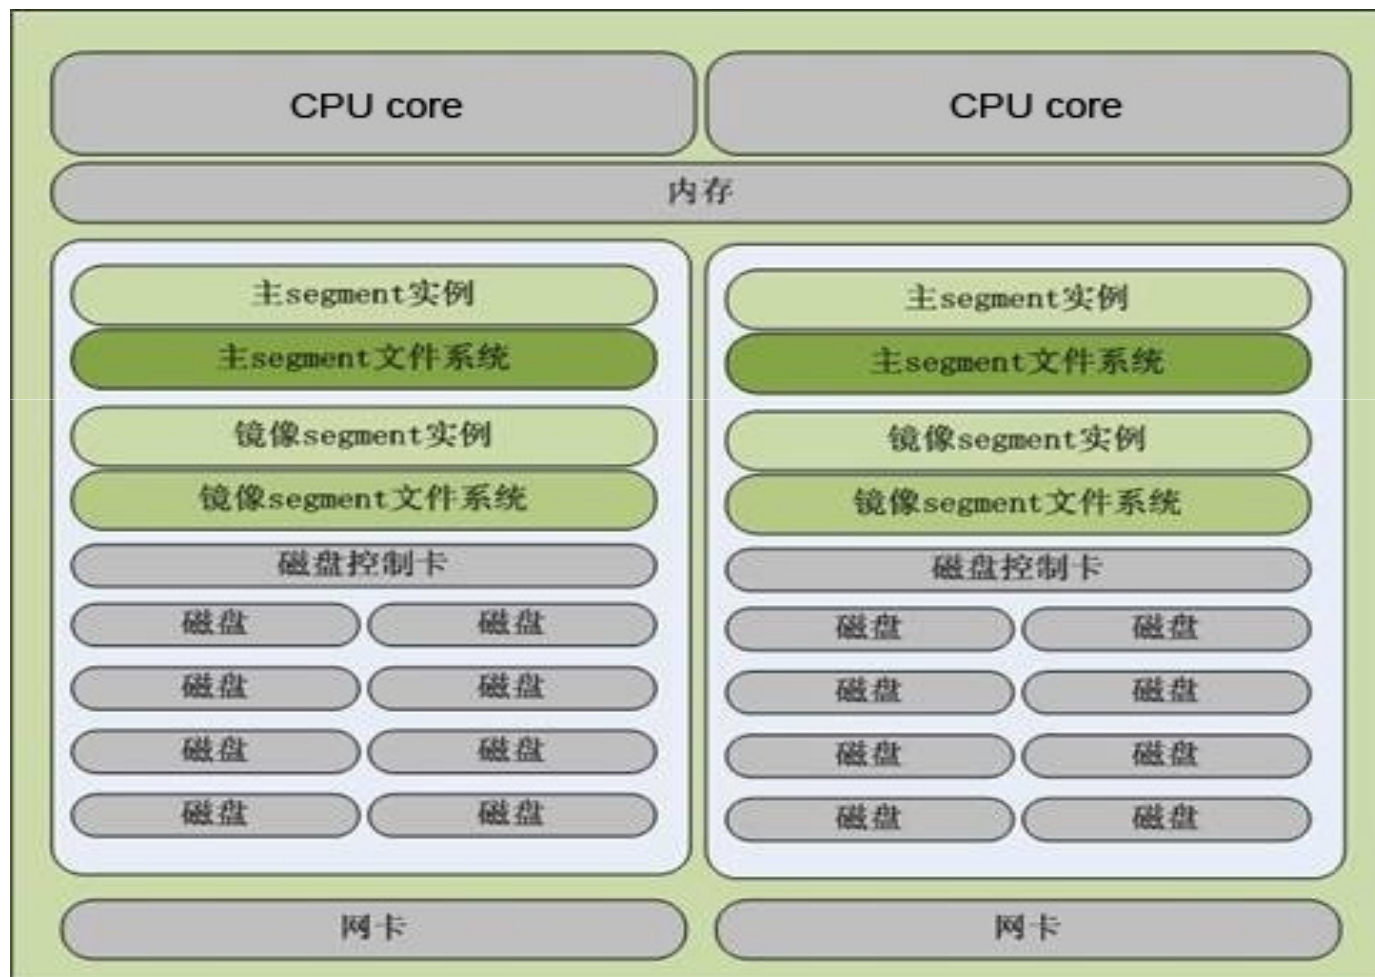 CPU core
CPU core
内存
主segment实例
主segment文件系统
镜像segment实例
镜像segment文件系统
磁盘控制卡
磁盘 磁盘
磁盘 磁盘
磁盘 磁盘
磁盘 磁盘
主segment实例
主segment文件系统
镜像segment实例
镜像segment文件系统
磁盘控制卡
磁盘 磁盘
磁盘 磁盘
磁盘 磁盘
磁盘 磁盘
网卡
网卡